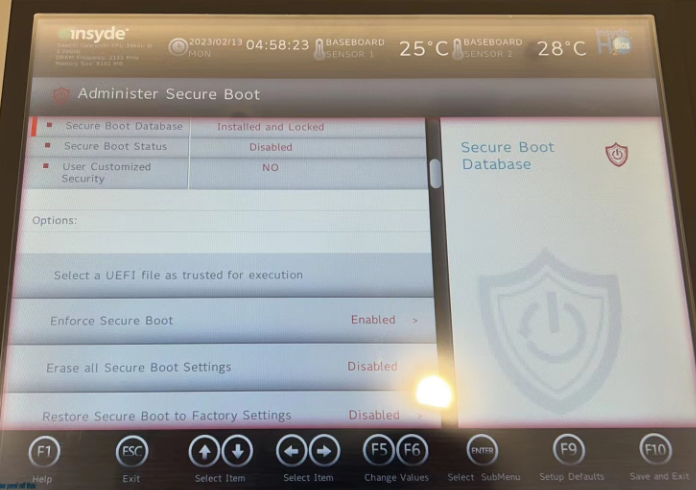 insyde
2023/02/13
MON
04:58:23
BASEBOARD
SENSOR 1
25°C
BASEBOARD
SENSOR 2
28°C
Administer Secure Boot
Secure Boot Database Installed and Locked
Secure Boot Status Disabled
User Customized
Security
NO
Options:
Select a UEFI file as trusted for execution
Enforce Secure Boot Enabled >
Erase all Secure Boot Settings Disabled
Restore Secure Boot to Factory Settings Disabled >
Secure Boot
Database
F1
Help
ESC
Exit
Select Item
Select Item
F5 F6
Change Values
ENTER
Select SubMenu
F9
Setup Defaults
F10
Save and Exit